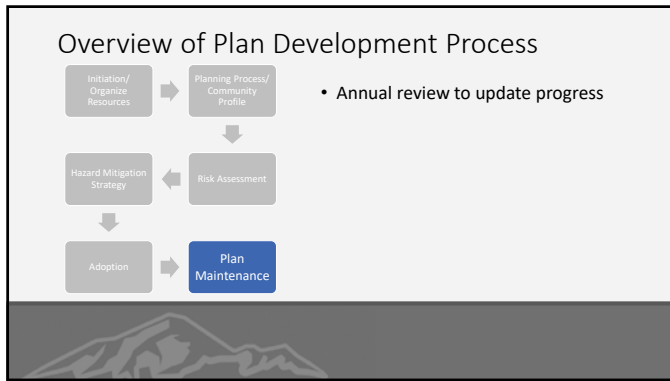 Overview of Plan Development Process
Initiation/
Organize
Resources
Planning Process/
Community
Profile
• Annual review to update progress
Hazard Mitigation
Strategy
Risk Assessment
Adoption
Plan
Maintenance